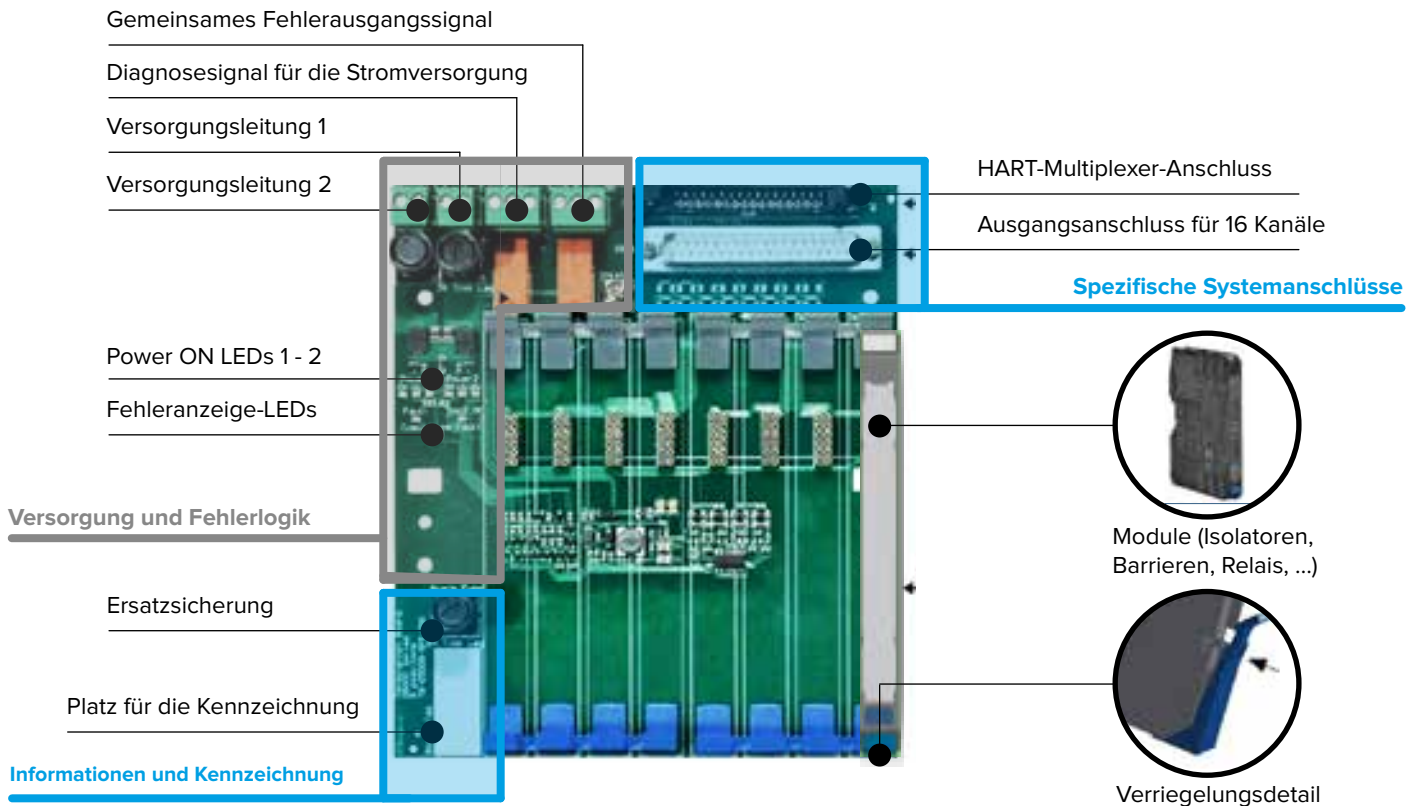 Gemeinsames Fehlerausgangssignal
Diagnosesignal für die Stromversorgung
Versorgungsleitung 1
Versorgungsleitung 2
HART-Multiplexer-Anschluss
Ausgangsanschluss für 16 Kanäle
Spezifische Systemanschlüsse
Power ON LEDs 1 - 2
Fehleranzeige-LEDs
Versorgung und Fehlerlogik
Module (Isolatoren,
Barrieren, Relais, ...)
Ersatzsicherung
Platz für die Kennzeichnung
Informationen und Kennzeichnung
Verriegelungsdetail